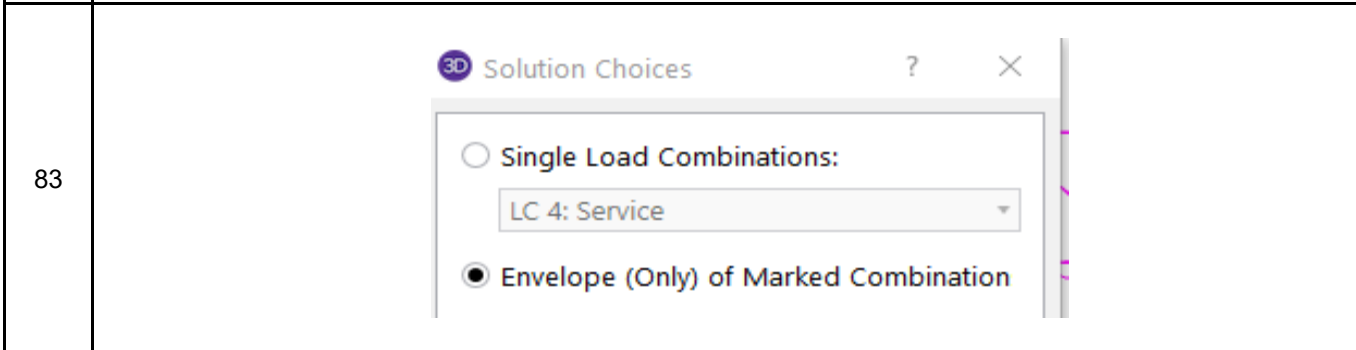 83
3D Solution Choices ? ×
Single Load Combinations:
LC 4: Service
Envelope (Only) of Marked Combination